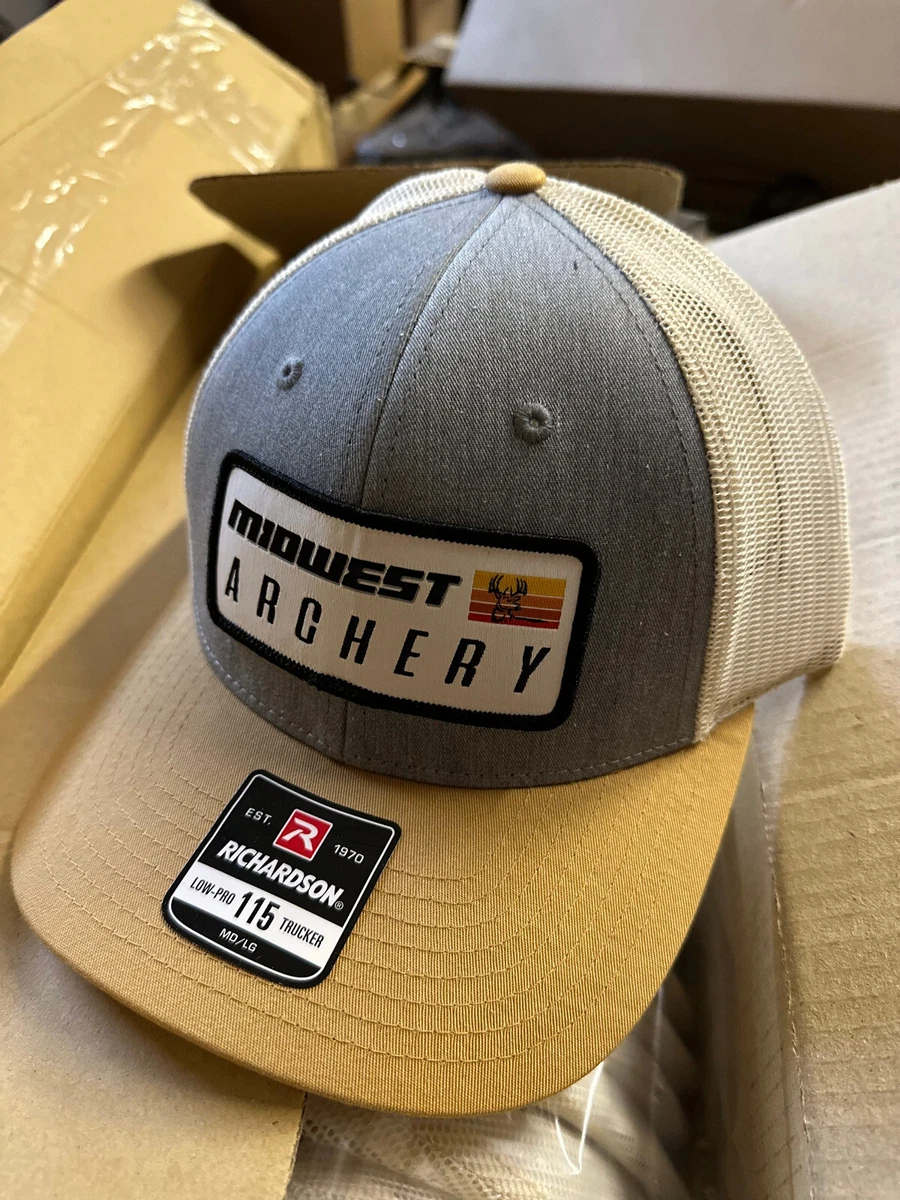 MIDWEST
ARCHERY
EST. R 1970
RICHARDSON®
LOW-PRO 115 TRUCKER
MD/LG